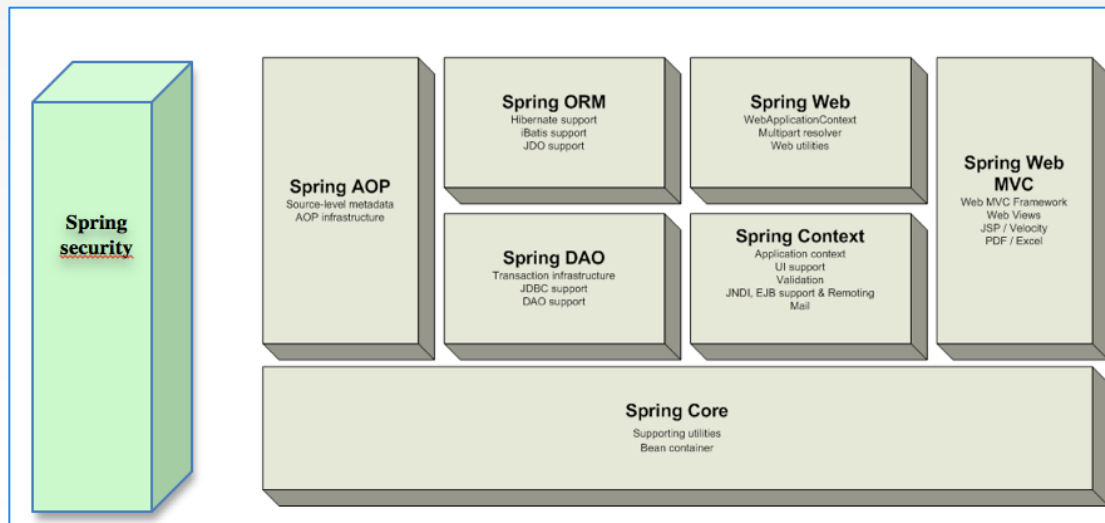 Spring
security
Spring AOP
Source-level metadata
AOP infrastructure
Spring ORM
Hibernate support
iBatis support
JDO support
Spring Web
WebApplicationContext
Multipart resolver
Web utilities
Spring DAO
Transaction infrastructure
JDBC support
DAO support
Spring Context
Application context
UI support
Validation
JNDI, EJB support & Remoting
Mail
Spring Web
MVC
Web MVC Framework
Web Views
JSP / Velocity
PDF / Excel
Spring Core
Supporting utilities
Bean container